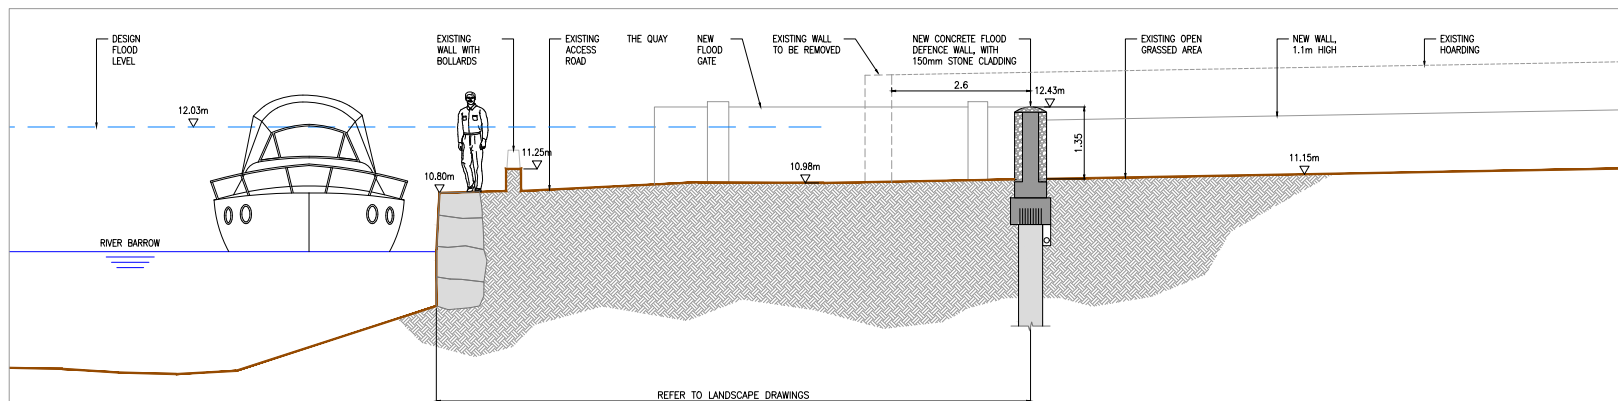 DESIGN
FLOOD
LEVEL
EXISTING
WALL WITH
BOLLARDS
EXISTING
ACCESS
ROAD
THE QUAY
NEW
FLOOD
GATE
EXISTING WALL
TO BE REMOVED
NEW CONCRETE FLOOD
DEFENCE WALL, WITH
150mm STONE CLADDING
EXISTING OPEN
GRASSED AREA
NEW WALL,
1.1m HIGH
EXISTING
HOARDING
2.6
12.43m
12.03m
1.35
11.25m
10.98m
11.15m
10.80m
RIVER BARROW
REFER TO LANDSCAPE DRAWINGS